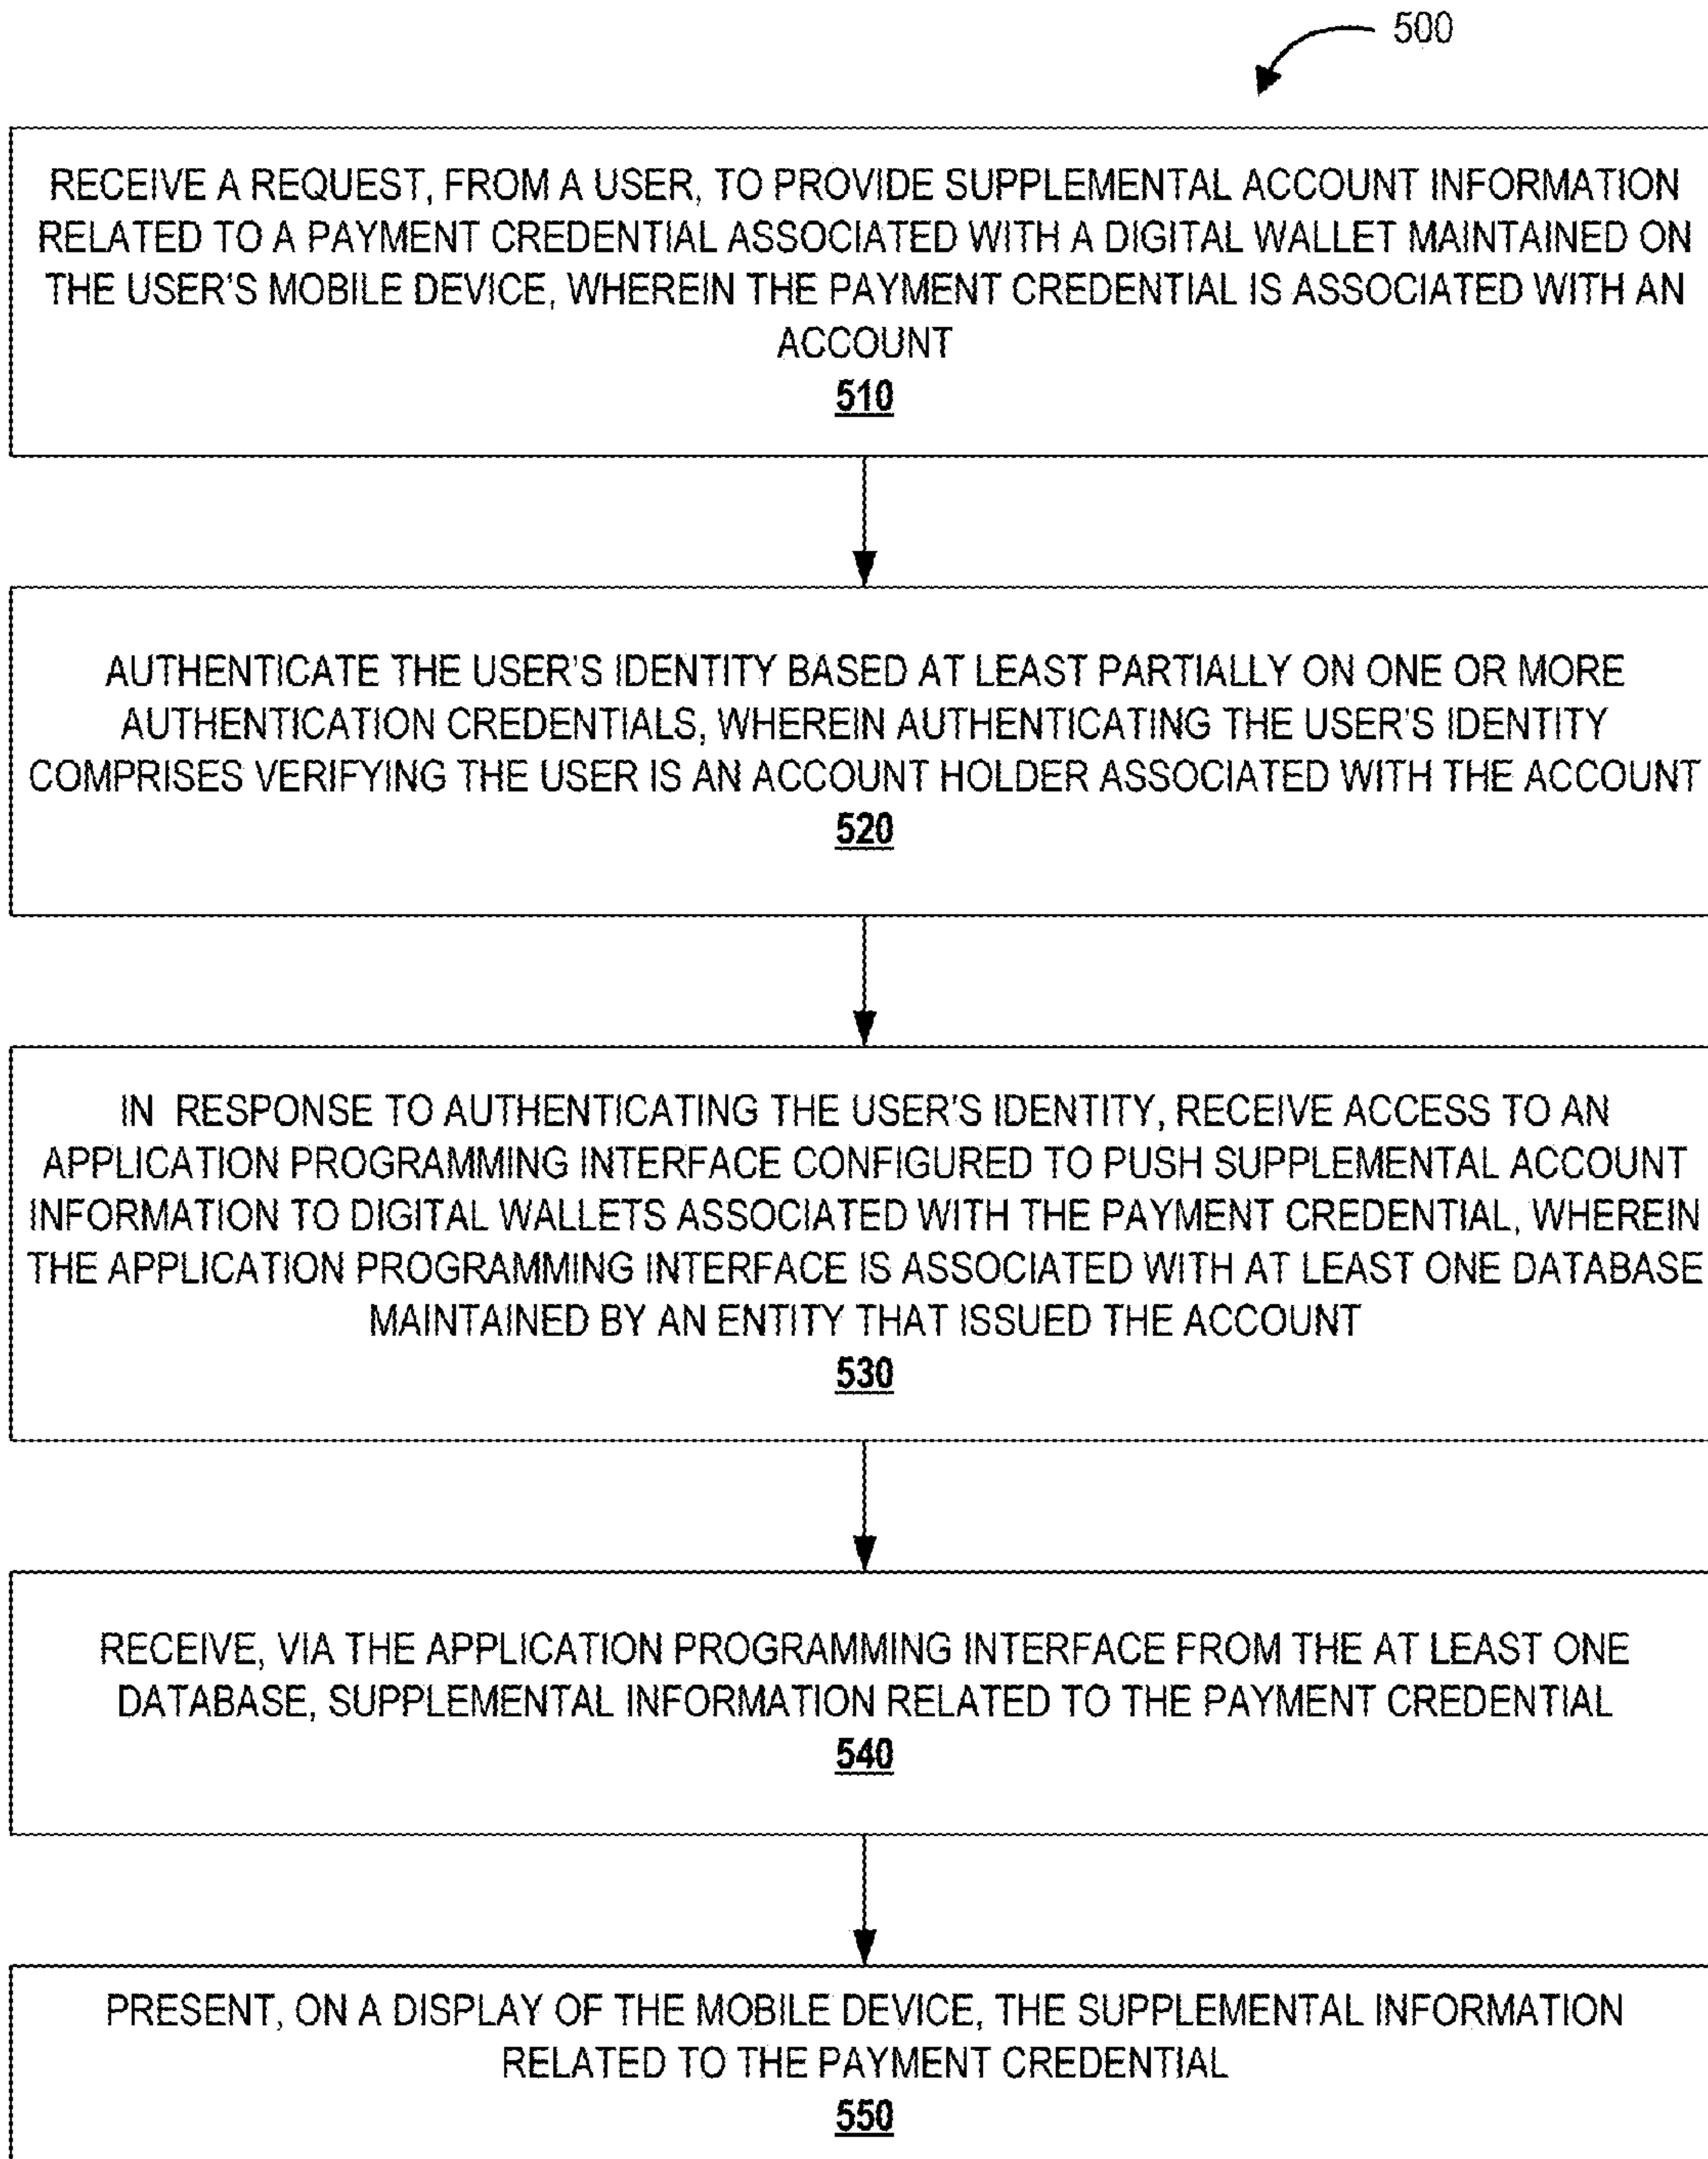 500
RECEIVE A REQUEST, FROM A USER, TO PROVIDE SUPPLEMENTAL ACCOUNT INFORMATION
RELATED TO A PAYMENT CREDENTIAL ASSOCIATED WITH A DIGITAL WALLET MAINTAINED ON
THE USER'S MOBILE DEVICE, WHEREIN THE PAYMENT CREDENTIAL IS ASSOCIATED WITH AN
ACCOUNT
510
AUTHENTICATE THE USER'S IDENTITY BASED AT LEAST PARTIALLY ON ONE OR MORE
AUTHENTICATION CREDENTIALS, WHEREIN AUTHENTICATING THE USER'S IDENTITY
COMPRISES VERIFYING THE USER IS AN ACCOUNT HOLDER ASSOCIATED WITH THE ACCOUNT
520
IN RESPONSE TO AUTHENTICATING THE USER'S IDENTITY, RECEIVE ACCESS TO AN
APPLICATION PROGRAMMING INTERFACE CONFIGURED TO PUSH SUPPLEMENTAL ACCOUNT
INFORMATION TO DIGITAL WALLETS ASSOCIATED WITH THE PAYMENT CREDENTIAL, WHEREIN
THE APPLICATION PROGRAMMING INTERFACE IS ASSOCIATED WITH AT LEAST ONE DATABASE
MAINTAINED BY AN ENTITY THAT ISSUED THE ACCOUNT
530
RECEIVE, VIA THE APPLICATION PROGRAMMING INTERFACE FROM THE AT LEAST ONE
DATABASE, SUPPLEMENTAL INFORMATION RELATED TO THE PAYMENT CREDENTIAL
540
PRESENT, ON A DISPLAY OF THE MOBILE DEVICE, THE SUPPLEMENTAL INFORMATION
RELATED TO THE PAYMENT CREDENTIAL
550